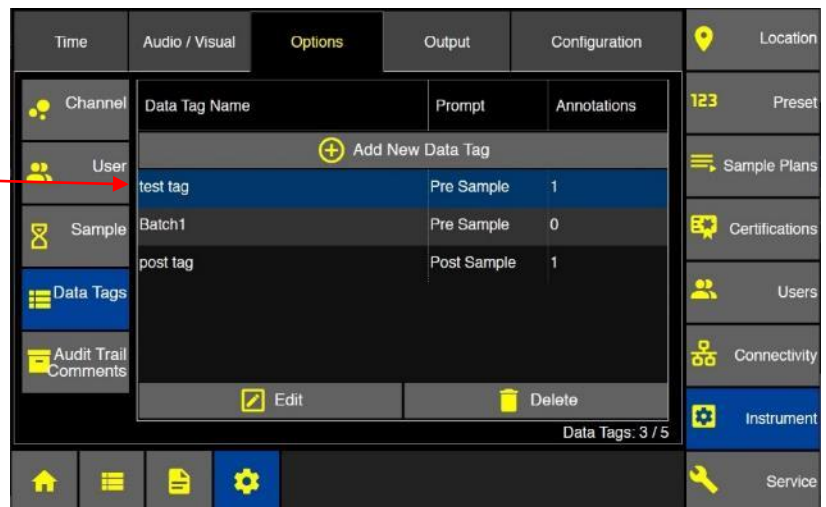 Time Audio / Visual Options Output Configuration
Location
Channel
Data Tag Name Prompt Annotations
123 Preset
Add New Data Tag
User
Sample Plans
test tag Pre Sample 1
Sample
Batch1 Pre Sample 0
Certifications
post tag Post Sample 1
Data Tags
Users
Audit Trail
Comments
Connectivity
Edit Delete
Instrument
Data Tags: 3 / 5
Service